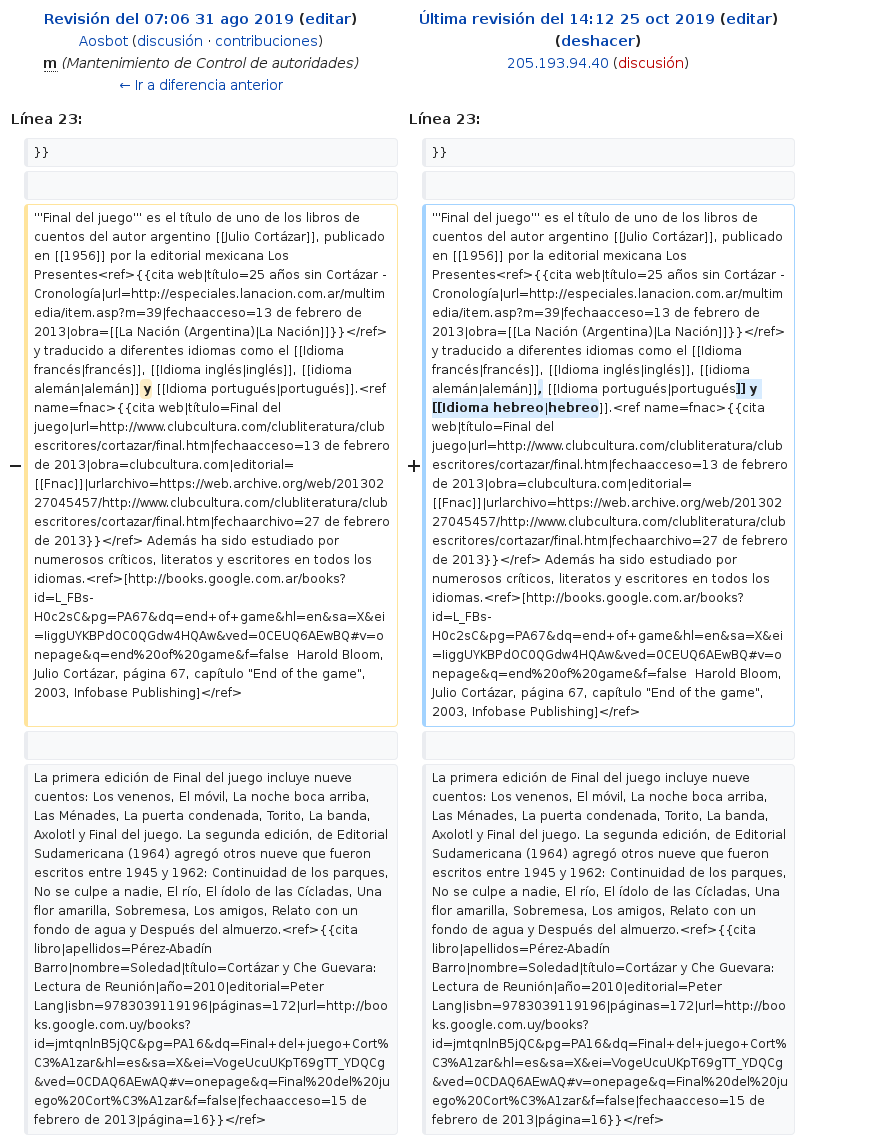 Revisión del 07:06 31 ago 2019 (editar)
Aosbot (discusión · contribuciones)
m (Mantenimiento de Control de autoridades)
← Ir a diferencia anterior
Última revisión del 14:12 25 oct 2019 (editar)
(deshacer)
205.193.94.40 (discusión)
Línea 23:
Línea 23:
}}
}}
−
'''Final del juego''' es el título de uno de los libros de
cuentos del autor argentino [[Julio Cortázar]], publicado
en [[1956]] por la editorial mexicana Los
Presentes<ref>{{cita web|título=25 años sin Cortázar -
Cronología|url=http://especiales.lanacion.com.ar/multim
edia/item.asp?m=39|fechaacceso=13 de febrero de
2013|obra=[[La Nación (Argentina)|La Nación]]}}</ref>
y traducido a diferentes idiomas como el [[Idioma
francés|francés]], [[Idioma inglés|inglés]], [[idioma
alemán|alemán]] y [[Idioma portugués|portugués]].<ref
name=fnac>{{cita web|título=Final del
juego|url=http://www.clubcultura.com/clubliteratura/club
escritores/cortazar/final.htm|fechaacceso=13 de febrero
de 2013|obra=clubcultura.com|editorial=
[[Fnac]]|urlarchivo=https://web.archive.org/web/201302
27045457/http://www.clubcultura.com/clubliteratura/club
escritores/cortazar/final.htm|fechaarchivo=27 de febrero
de 2013}}</ref> Además ha sido estudiado por
numerosos críticos, literatos y escritores en todos los
idiomas.<ref>[http://books.google.com.ar/books?
id=L_FBs-
H0c2sC&pg=PA67&dq=end+of+game&hl=en&sa=X&ei
=IiggUYKBPdOC0QGdw4HQAw&ved=0CEUQ6AEwBQ#v=o
nepage&q=end%20of%20game&f=false  Harold Bloom,
Julio Cortázar, página 67, capítulo "End of the game",
2003, Infobase Publishing]</ref>
+
'''Final del juego''' es el título de uno de los libros de
cuentos del autor argentino [[Julio Cortázar]], publicado
en [[1956]] por la editorial mexicana Los
Presentes<ref>{{cita web|título=25 años sin Cortázar -
Cronología|url=http://especiales.lanacion.com.ar/multim
edia/item.asp?m=39|fechaacceso=13 de febrero de
2013|obra=[[La Nación (Argentina)|La Nación]]}}</ref>
y traducido a diferentes idiomas como el [[Idioma
francés|francés]], [[Idioma inglés|inglés]], [[idioma
alemán|alemán]], [[Idioma portugués|portugués]] y
[[Idioma hebreo|hebreo]].<ref name=fnac>{{cita
web|título=Final del
juego|url=http://www.clubcultura.com/clubliteratura/club
escritores/cortazar/final.htm|fechaacceso=13 de febrero
de 2013|obra=clubcultura.com|editorial=
[[Fnac]]|urlarchivo=https://web.archive.org/web/201302
27045457/http://www.clubcultura.com/clubliteratura/club
escritores/cortazar/final.htm|fechaarchivo=27 de febrero
de 2013}}</ref> Además ha sido estudiado por
numerosos críticos, literatos y escritores en todos los
idiomas.<ref>[http://books.google.com.ar/books?
id=L_FBs-
H0c2sC&pg=PA67&dq=end+of+game&hl=en&sa=X&ei
=IiggUYKBPdOC0QGdw4HQAw&ved=0CEUQ6AEwBQ#v=o
nepage&q=end%20of%20game&f=false  Harold Bloom,
Julio Cortázar, página 67, capítulo "End of the game",
2003, Infobase Publishing]</ref>
La primera edición de Final del juego incluye nueve
cuentos: Los venenos, El móvil, La noche boca arriba,
Las Ménades, La puerta condenada, Torito, La banda,
Axolotl y Final del juego. La segunda edición, de Editorial
Sudamericana (1964) agregó otros nueve que fueron
escritos entre 1945 y 1962: Continuidad de los parques,
No se culpe a nadie, El río, El ídolo de las Cícladas, Una
flor amarilla, Sobremesa, Los amigos, Relato con un
fondo de agua y Después del almuerzo.<ref>{{cita
libro|apellidos=Pérez-Abadín
Barro|nombre=Soledad|título=Cortázar y Che Guevara:
Lectura de Reunión|año=2010|editorial=Peter
Lang|isbn=9783039119196|páginas=172|url=http://boo
ks.google.com.uy/books?
id=jmtqnlnB5jQC&pg=PA16&dq=Final+del+juego+Cort%
C3%A1zar&hl=es&sa=X&ei=VogeUcuUKpT69gTT_YDQCg
&ved=0CDAQ6AEwAQ#v=onepage&q=Final%20del%20ju
ego%20Cort%C3%A1zar&f=false|fechaacceso=15 de
febrero de 2013|página=16}}</ref>
La primera edición de Final del juego incluye nueve
cuentos: Los venenos, El móvil, La noche boca arriba,
Las Ménades, La puerta condenada, Torito, La banda,
Axolotl y Final del juego. La segunda edición, de Editorial
Sudamericana (1964) agregó otros nueve que fueron
escritos entre 1945 y 1962: Continuidad de los parques,
No se culpe a nadie, El río, El ídolo de las Cícladas, Una
flor amarilla, Sobremesa, Los amigos, Relato con un
fondo de agua y Después del almuerzo.<ref>{{cita
libro|apellidos=Pérez-Abadín
Barro|nombre=Soledad|título=Cortázar y Che Guevara:
Lectura de Reunión|año=2010|editorial=Peter
Lang|isbn=9783039119196|páginas=172|url=http://boo
ks.google.com.uy/books?
id=jmtqnlnB5jQC&pg=PA16&dq=Final+del+juego+Cort%
C3%A1zar&hl=es&sa=X&ei=VogeUcuUKpT69gTT_YDQCg
&ved=0CDAQ6AEwAQ#v=onepage&q=Final%20del%20ju
ego%20Cort%C3%A1zar&f=false|fechaacceso=15 de
febrero de 2013|página=16}}</ref>